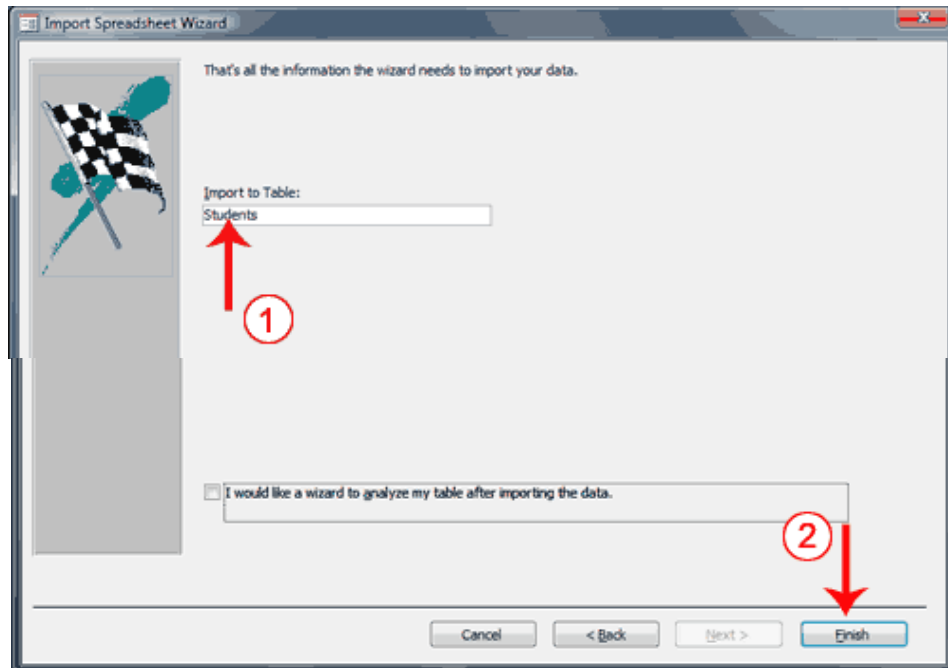 Import Spreadsheet Wizard
That's all the information the wizard needs to import your data.
Import to Table:
Students
1
I would like a wizard to analyze my table after importing the data.
2
Cancel
< Back
Next >
Finish